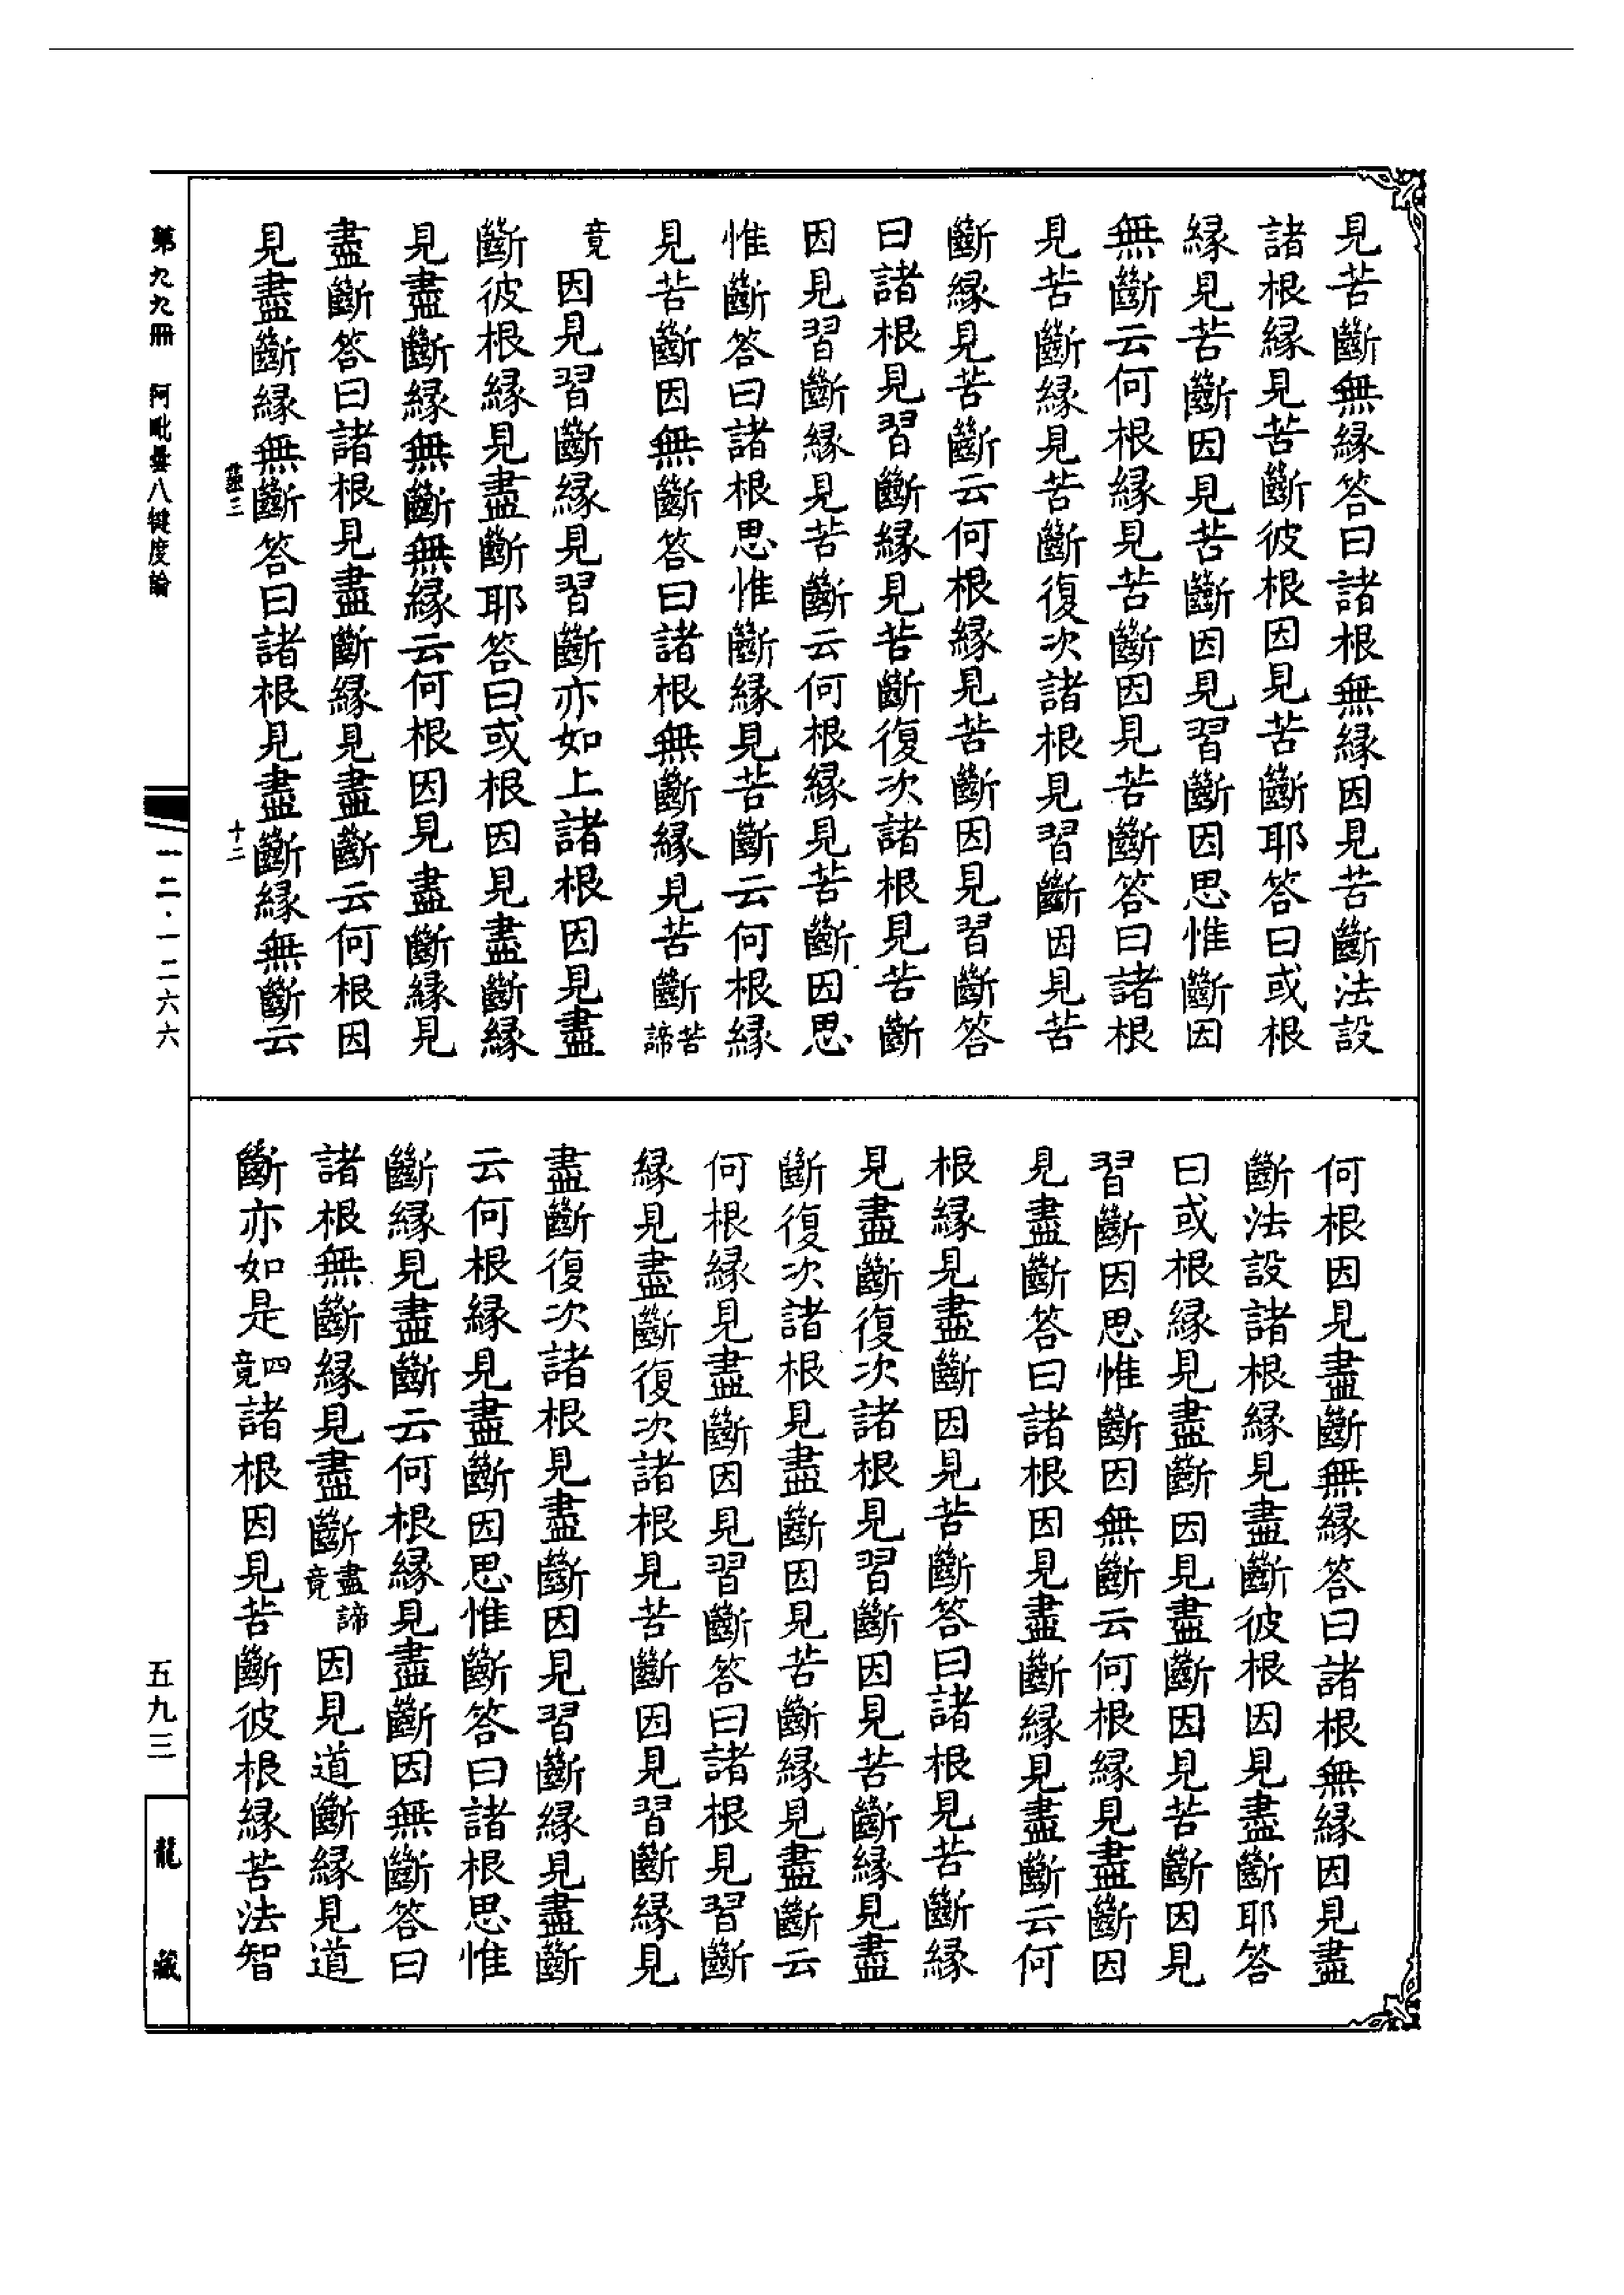 見苦斷無緣答曰諸根無緣因見苦斷法設
諸根緣見苦斷彼根因見苦斷耶答曰或根
緣見苦斷因見苦斷因見習斷因思惟斷因
無斷云何根緣見苦斷因見苦斷答曰諸根
見苦斷緣見苦斷復次諸根見習斷因見苦
斷緣見苦斷云何根緣見苦斷因見習斷答
曰諸根見習斷緣見苦斷復次諸根見苦斷
因見習斷緣見苦斷云何根緣見苦斷因思
惟斷答曰諸根思惟斷緣見苦斷云何根緣
見苦斷因無斷答曰諸根無斷緣見苦斷苦諦
竟因見習斷緣見習斷亦如上諸根因見盡
斷彼根緣見盡斷耶答曰或根因見盡斷緣
見盡斷緣無斷無緣云何根因見盡斷緣見
盡斷答曰諸根見盡斷緣見盡斷云何根因
見盡斷緣無斷答曰諸根見盡斷緣無斷云
何根因見盡斷無緣答曰諸根無緣因見盡
斷法設諸根緣見盡斷彼根因見盡斷耶答
曰或根緣見盡斷因見盡斷因見苦斷因見
習斷因思惟斷因無斷云何根緣見盡斷因
見盡斷答曰諸根因見盡斷緣見盡斷云何
根緣見盡斷因見苦斷答曰諸根見苦斷緣
見盡斷復次諸根見習斷因見苦斷緣見盡
斷復次諸根見盡斷因見苦斷緣見盡斷云
何根緣見盡斷因見習斷答曰諸根見習斷
緣見盡斷復次諸根見苦斷因見習斷緣見
盡斷復次諸根見盡斷因見習斷緣見盡斷
云何根緣見盡斷因思惟斷答曰諸根思惟
斷緣見盡斷云何根緣見盡斷因無斷答曰
諸根無斷緣見盡斷盡諦竟因見道斷緣見道
斷亦如是四竟諸根因見苦斷彼根緣苦法智
第九九冊 阿毗曇八犍度論
十二
一二·一二六六
五九三
龍藏